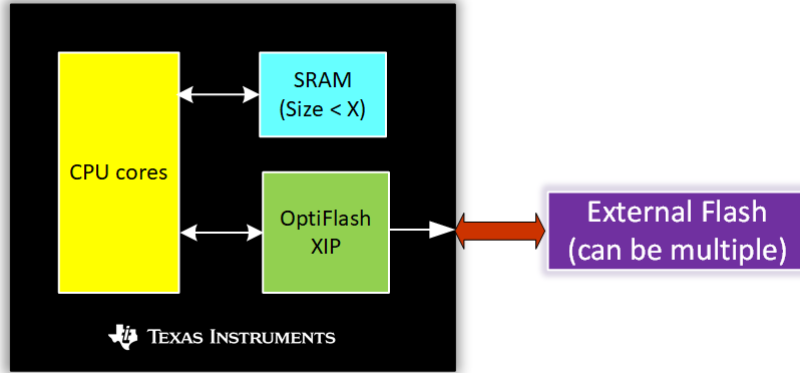 CPU cores
SRAM
(Size < X)
OptiFlash
XIP
External Flash
(can be multiple)
TEXAS INSTRUMENTS